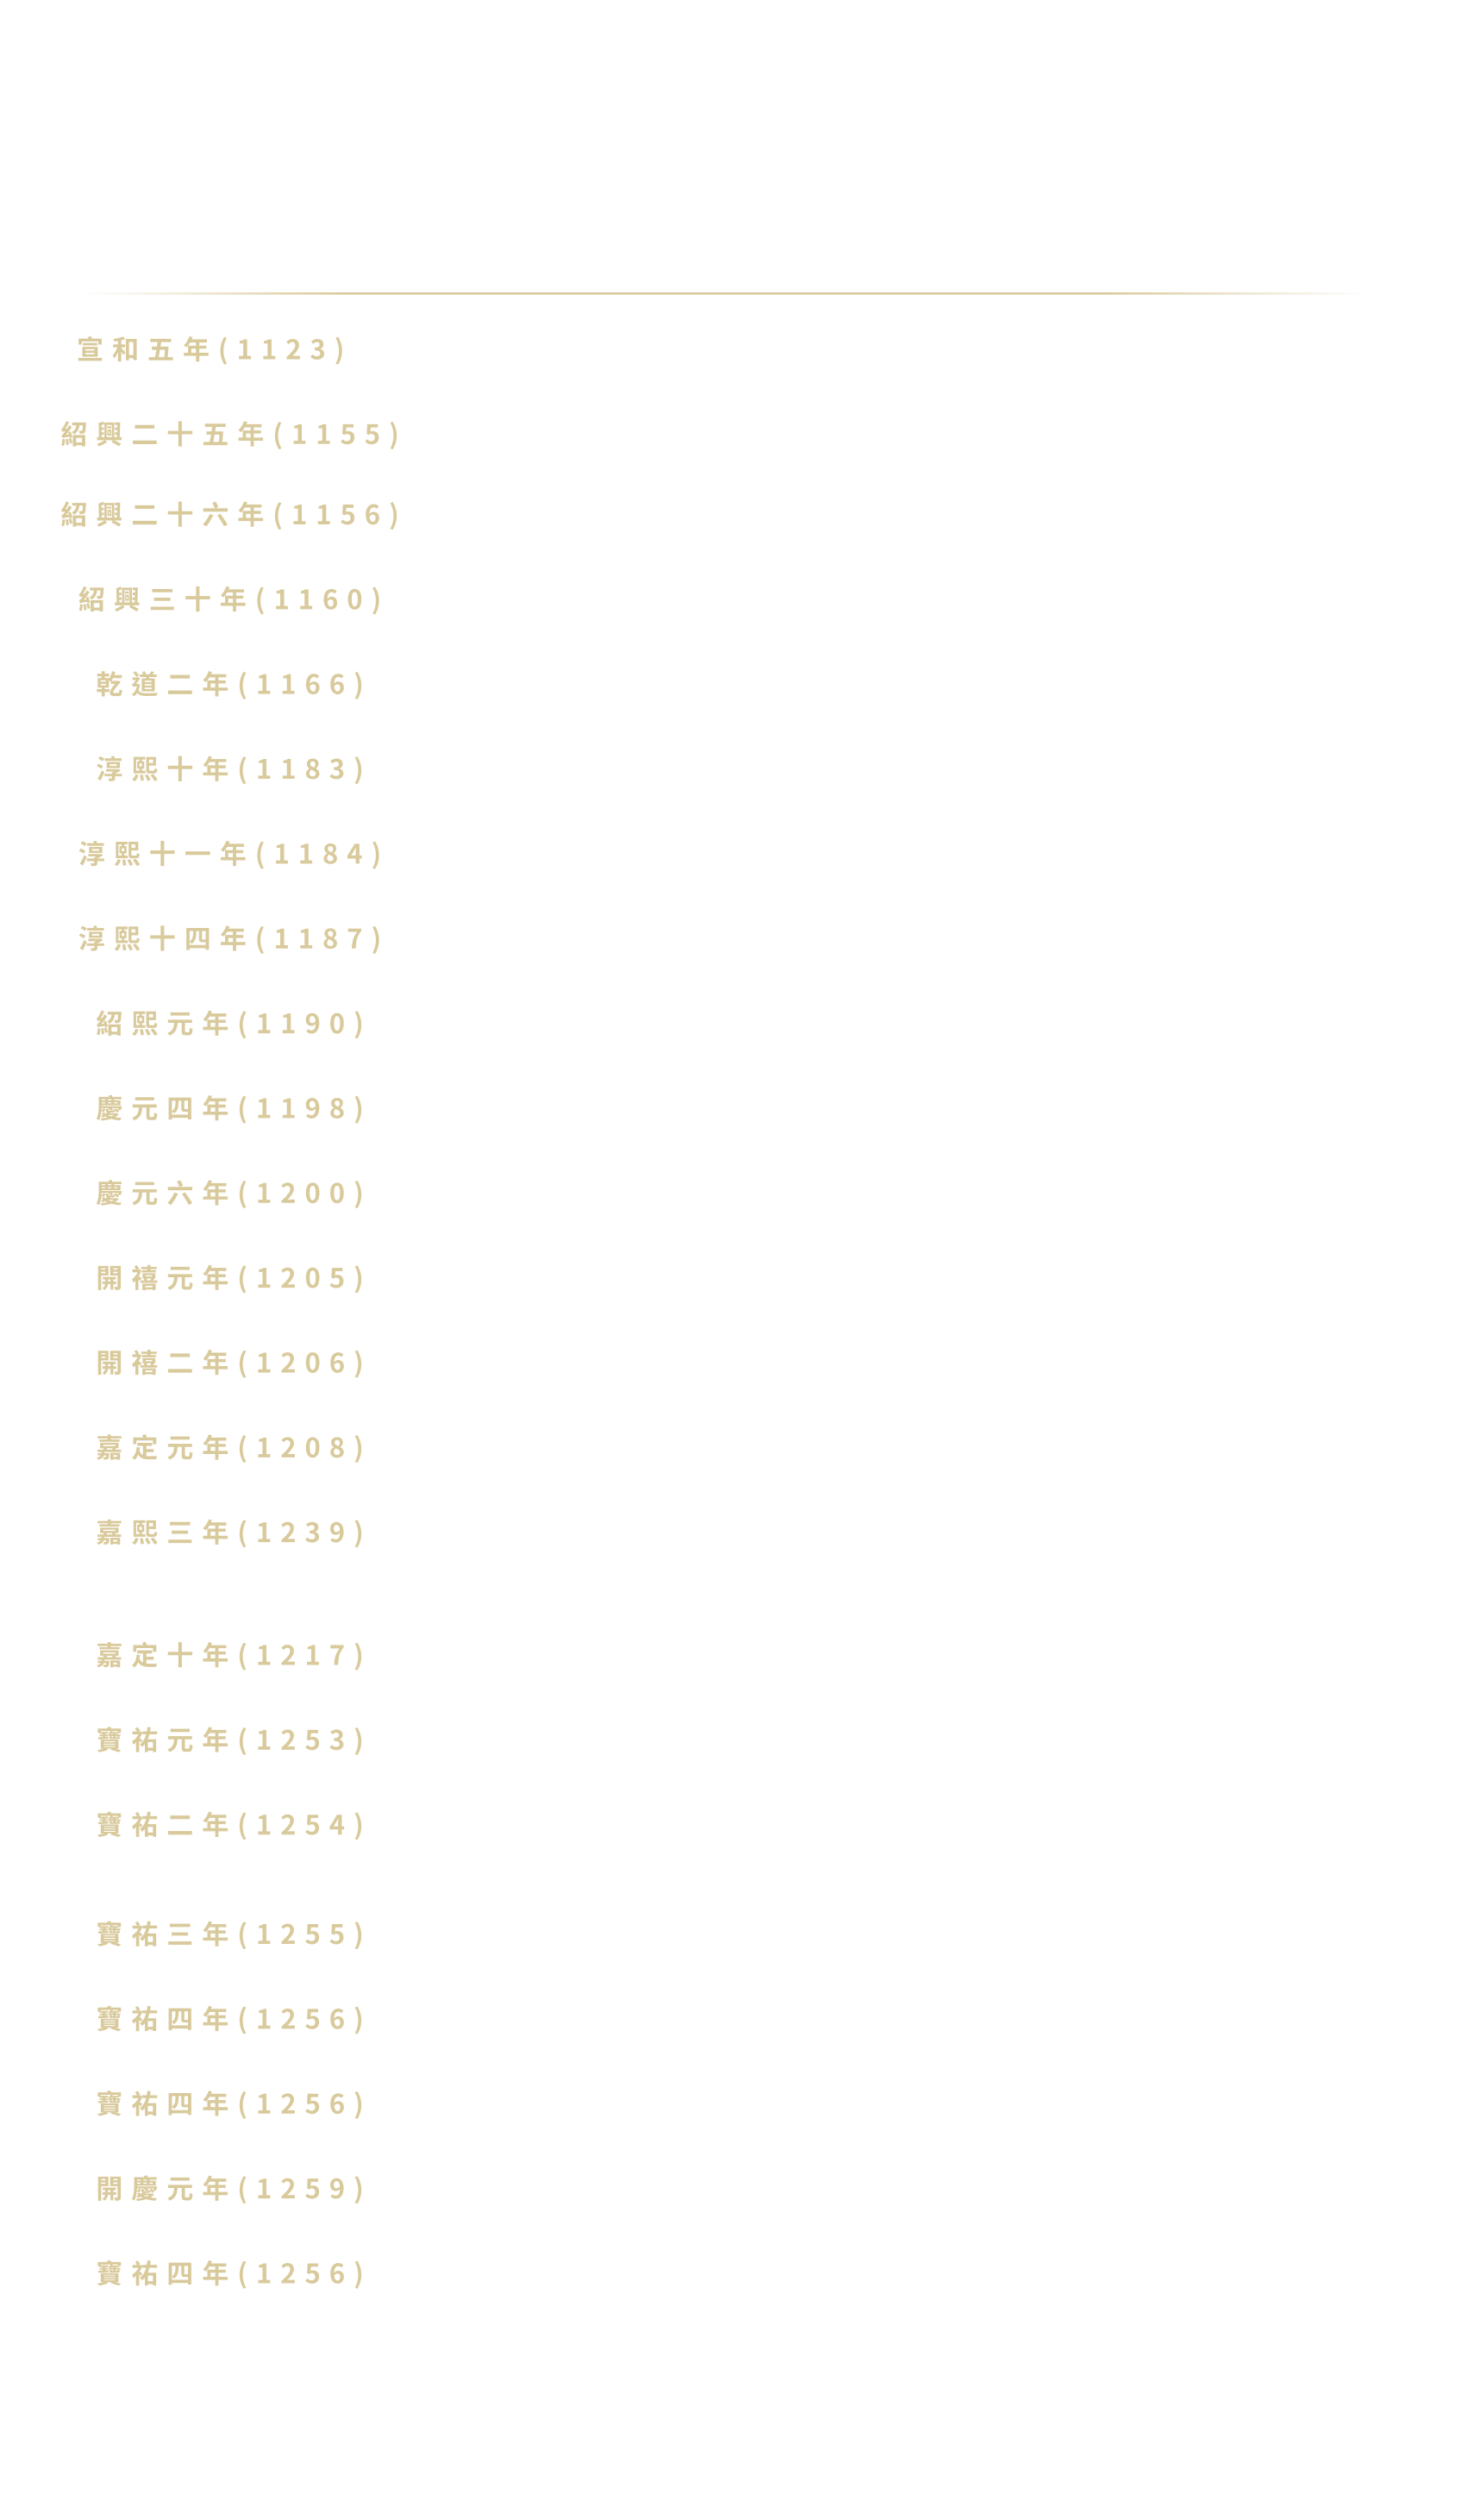 宣和五年(1123)
紹興二十五年(1155)
紹興二十六年(1156)
紹興三十年(1160)
乾道二年(1166)
淳熙十年(1183)
淳熙十一年(1184)
淳熙十四年(1187)
紹熙元年(1190)
慶元四年(1198)
慶元六年(1200)
開禧元年(1205)
開禧二年(1206)
嘉定元年(1208)
嘉熙三年(1239)
嘉定十年(1217)
寶祐元年(1253)
寶祐二年(1254)
寶祐三年(1255)
寶祐四年(1256)
寶祐四年(1256)
開慶元年(1259)
寶祐四年(1256)